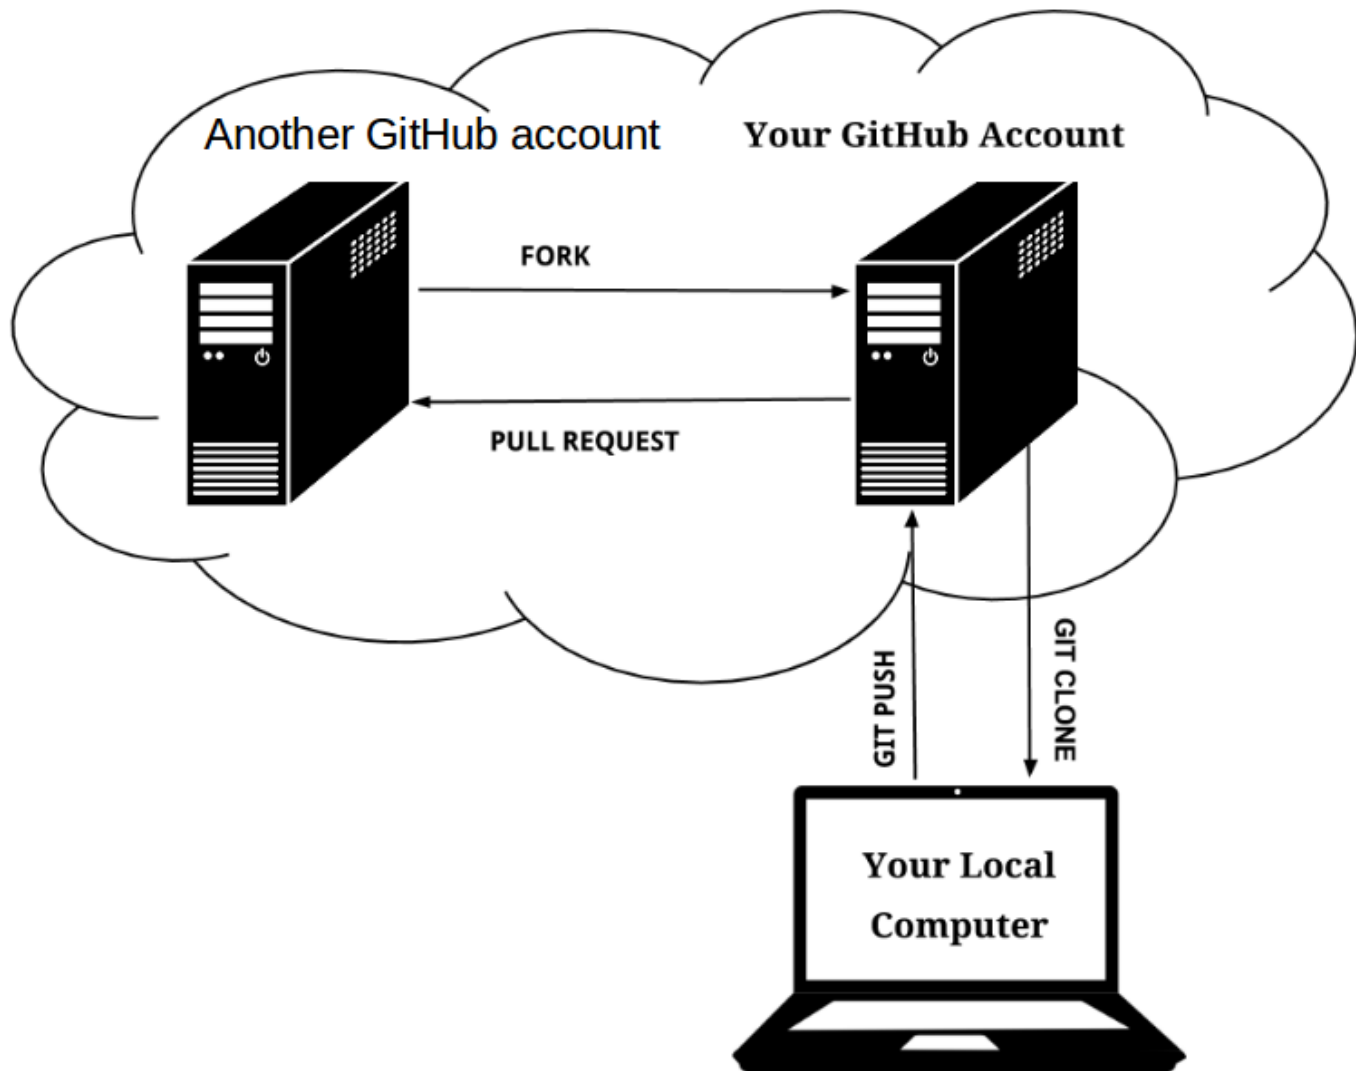 Another GitHub account
Your GitHub Account
FORK
PULL REQUEST
GIT PUSH
GIT CLONE
Your Local
Computer